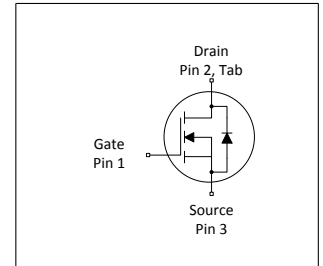 Drain
Pin 2, Tab
Gate
Pin 1
Source
Pin 3